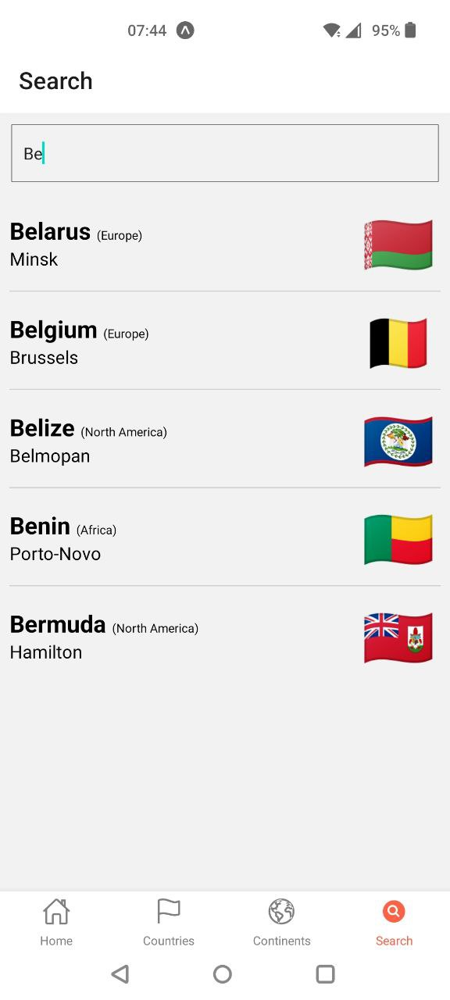 07:44 95%
Search
Be
Belarus (Europe)
Minsk
Belgium (Europe)
Brussels
Belize (North America)
Belmopan
Benin (Africa)
Porto-Novo
Bermuda (North America)
Hamilton
Home Countries Continents Search